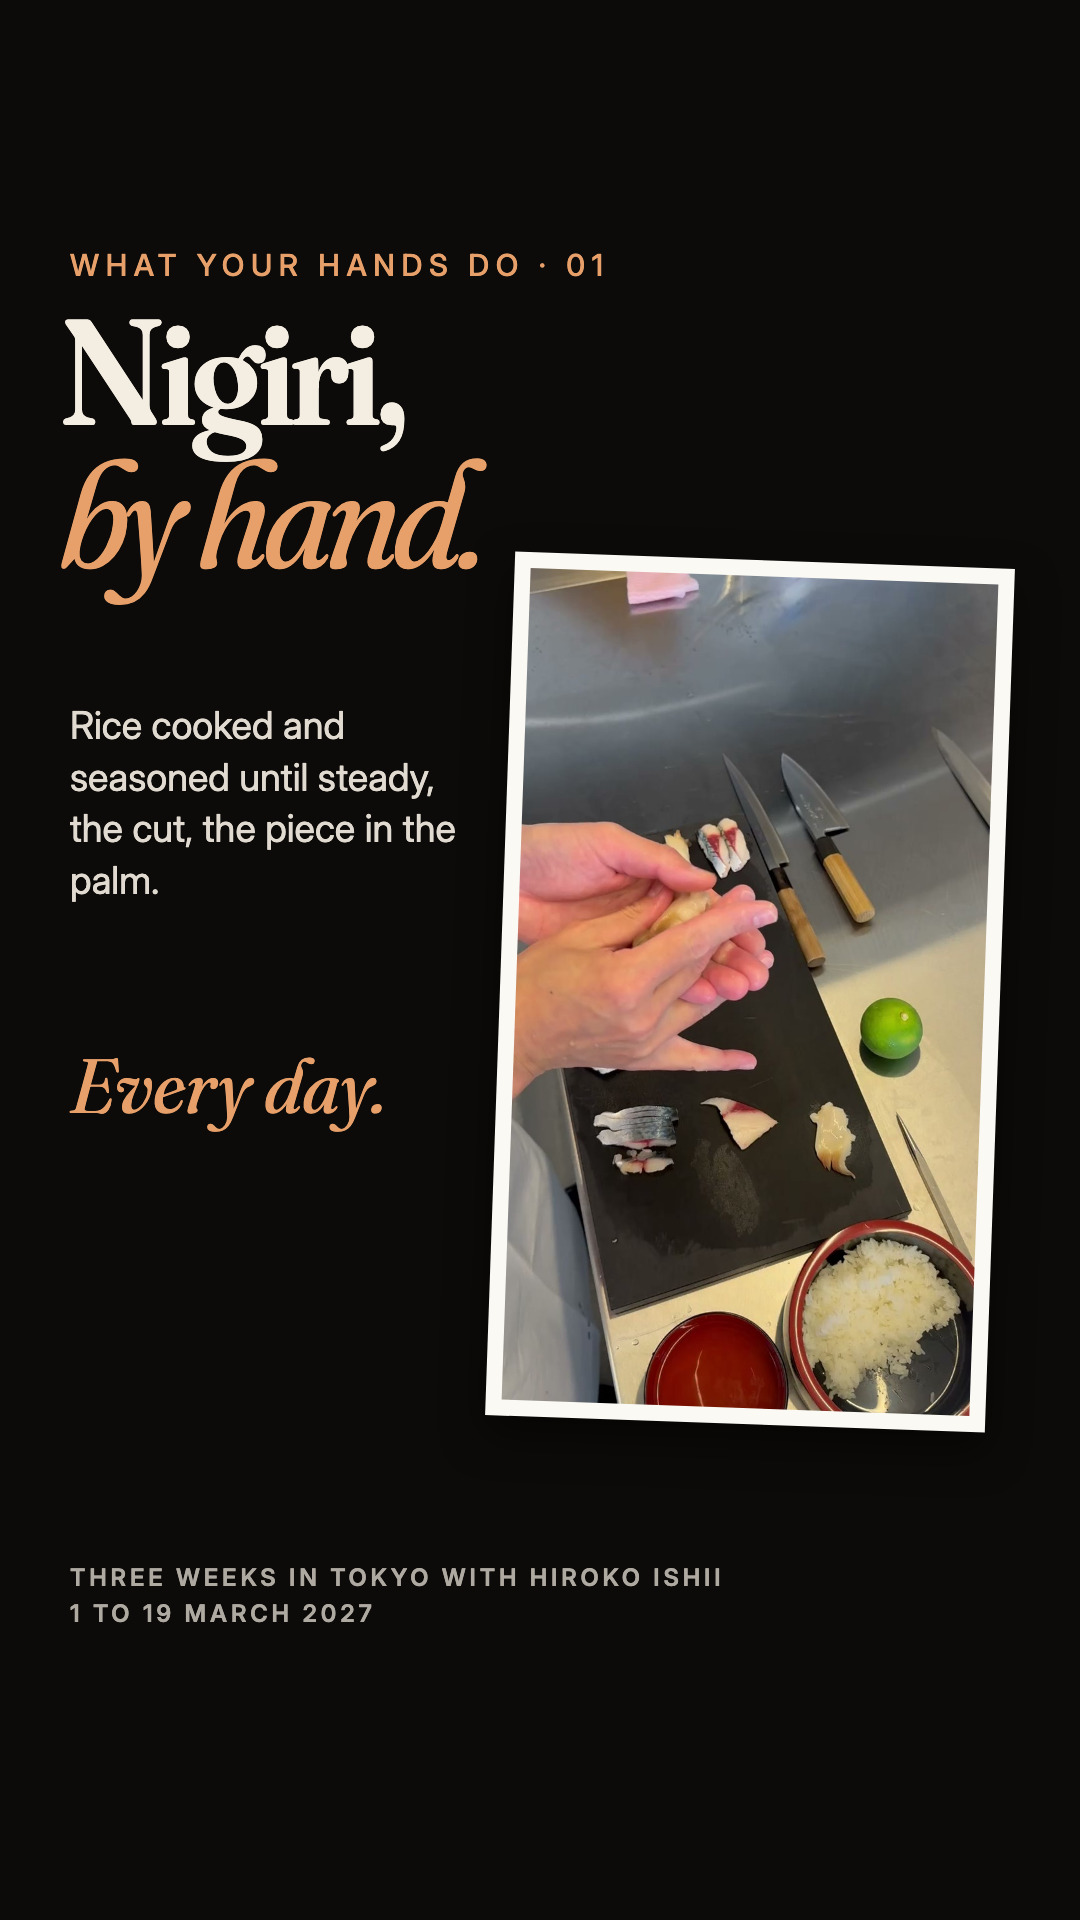 WHAT YOUR HANDS DO · 01
Nigiri,
by hand.
Rice cooked and
seasoned until steady,
the cut, the piece in the
palm.
Every day.
THREE WEEKS IN TOKYO WITH HIROKO ISHII
1 TO 19 MARCH 2027